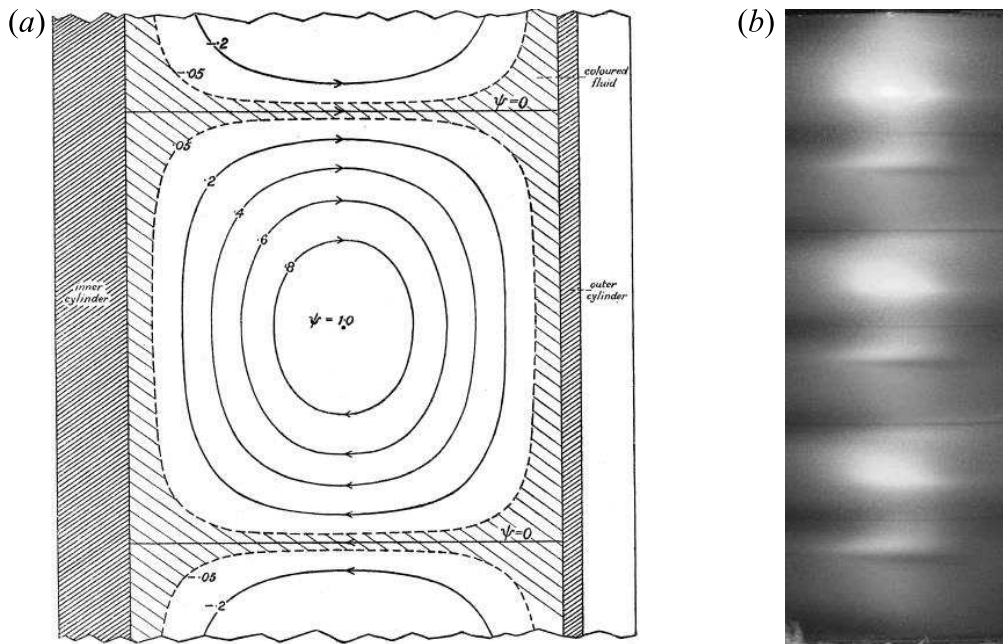 (a)
(b)
-.2
-.05
coloured
fluid
ψ=0
.05
.2
.4
.6
.8
inner
cylinder
outer
cylinder
ψ=1.0
ψ=0
-.05
-.2